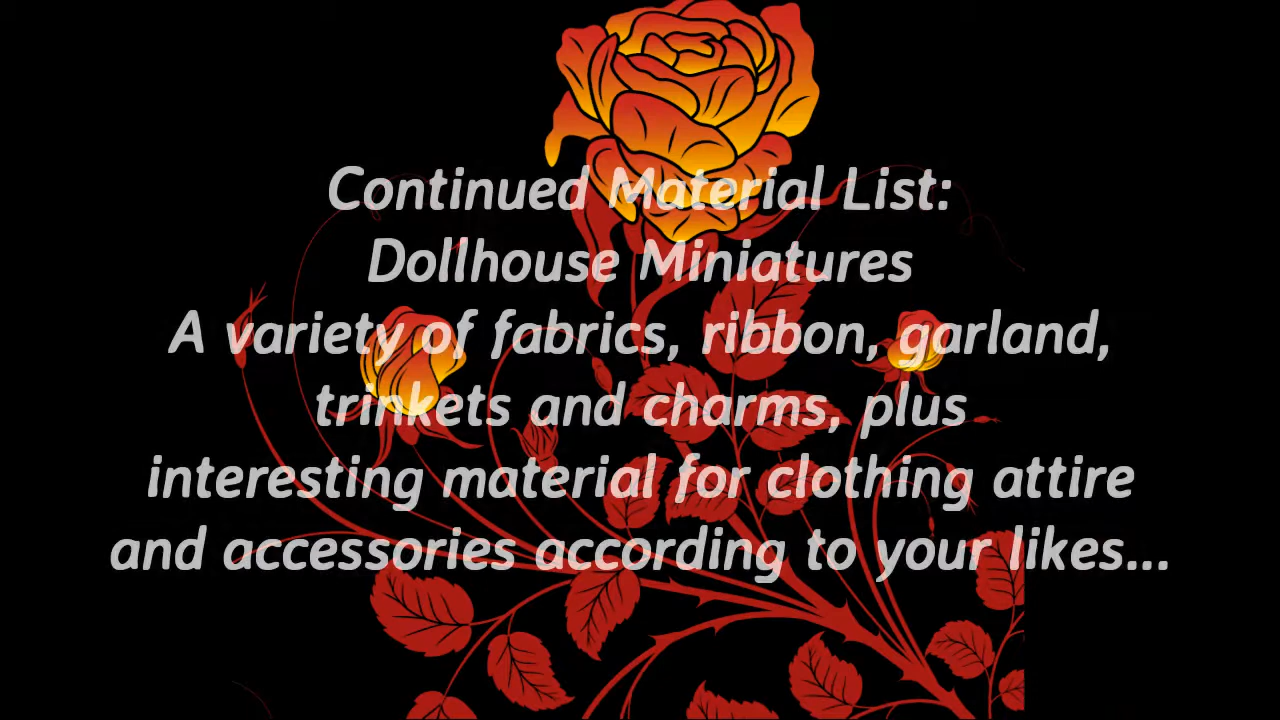 Continued Material List:
Dollhouse Miniatures
A variety of fabrics, ribbon, garland,
trinkets and charms, plus
interesting material for clothing attire
and accessories according to your likes...